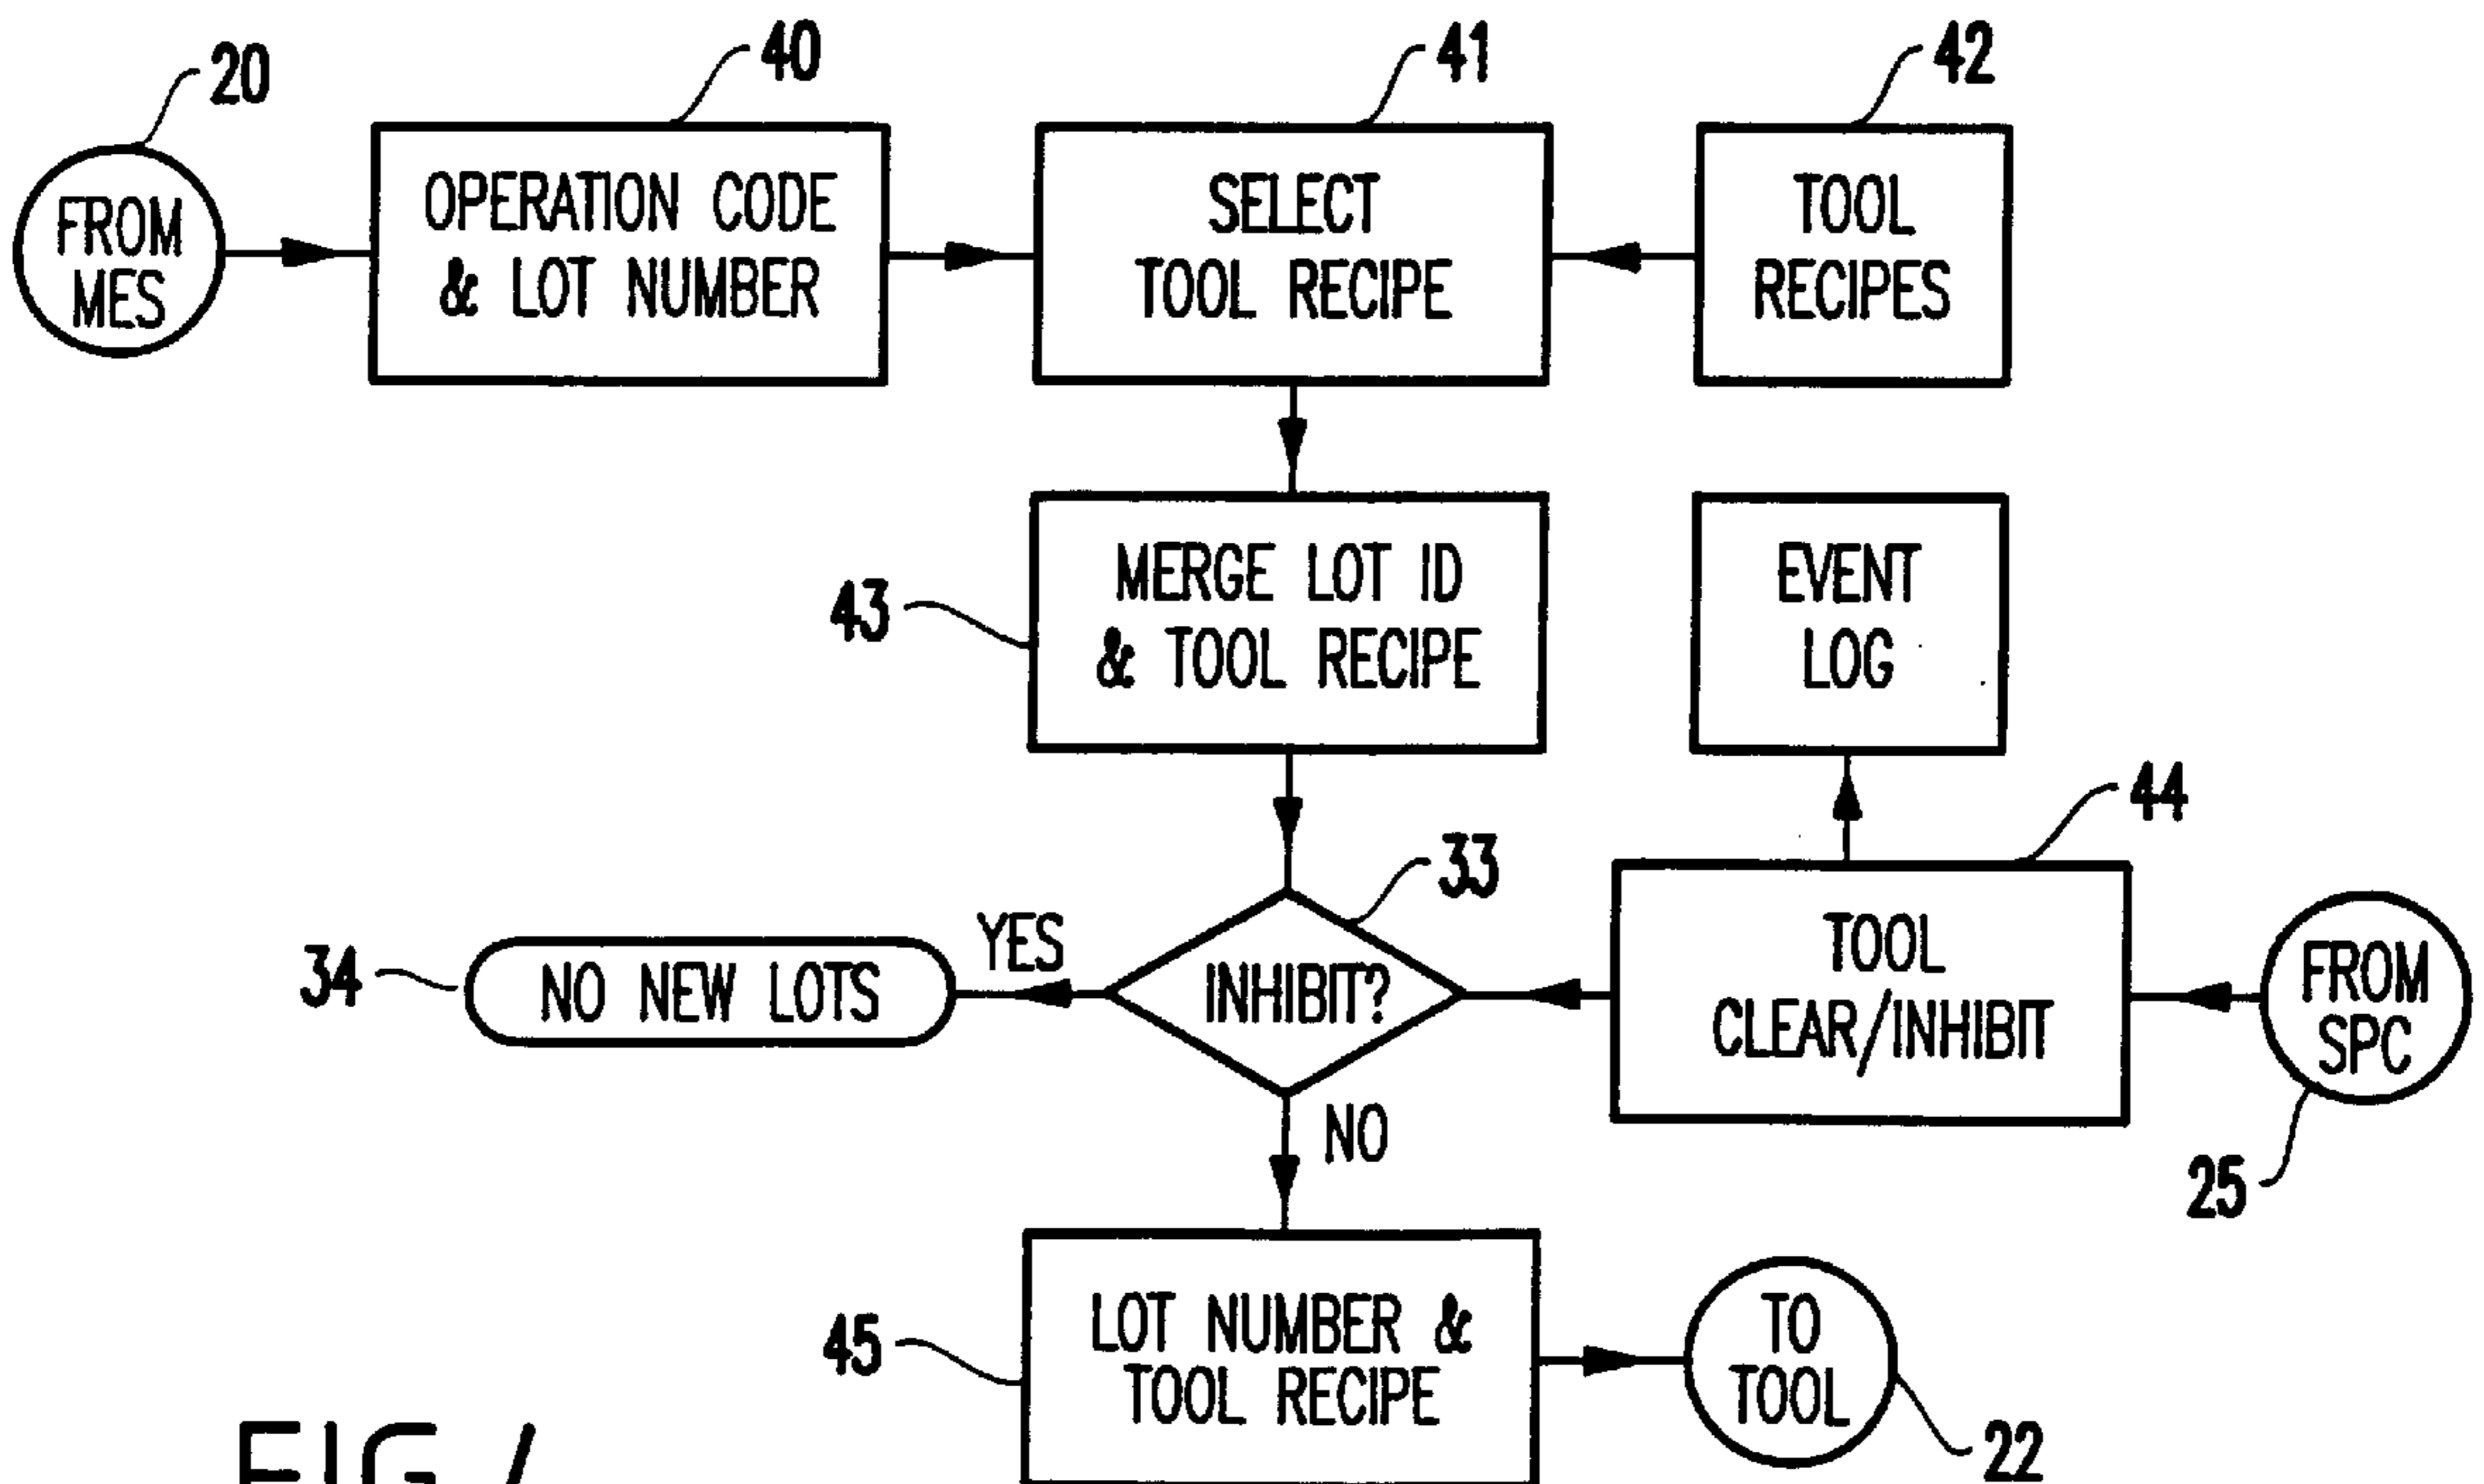 20
40
41
42
FROM
MES
OPERATION CODE
& LOT NUMBER
SELECT
TOOL RECIPE
TOOL
RECIPES
43
MERGE LOT ID
& TOOL RECIPE
EVENT
LOG
44
33
34
NO NEW LOTS
YES
INHIBIT?
TOOL
CLEAR/INHIBIT
FROM
SPC
25
NO
45
LOT NUMBER &
TOOL RECIPE
TO
TOOL
22